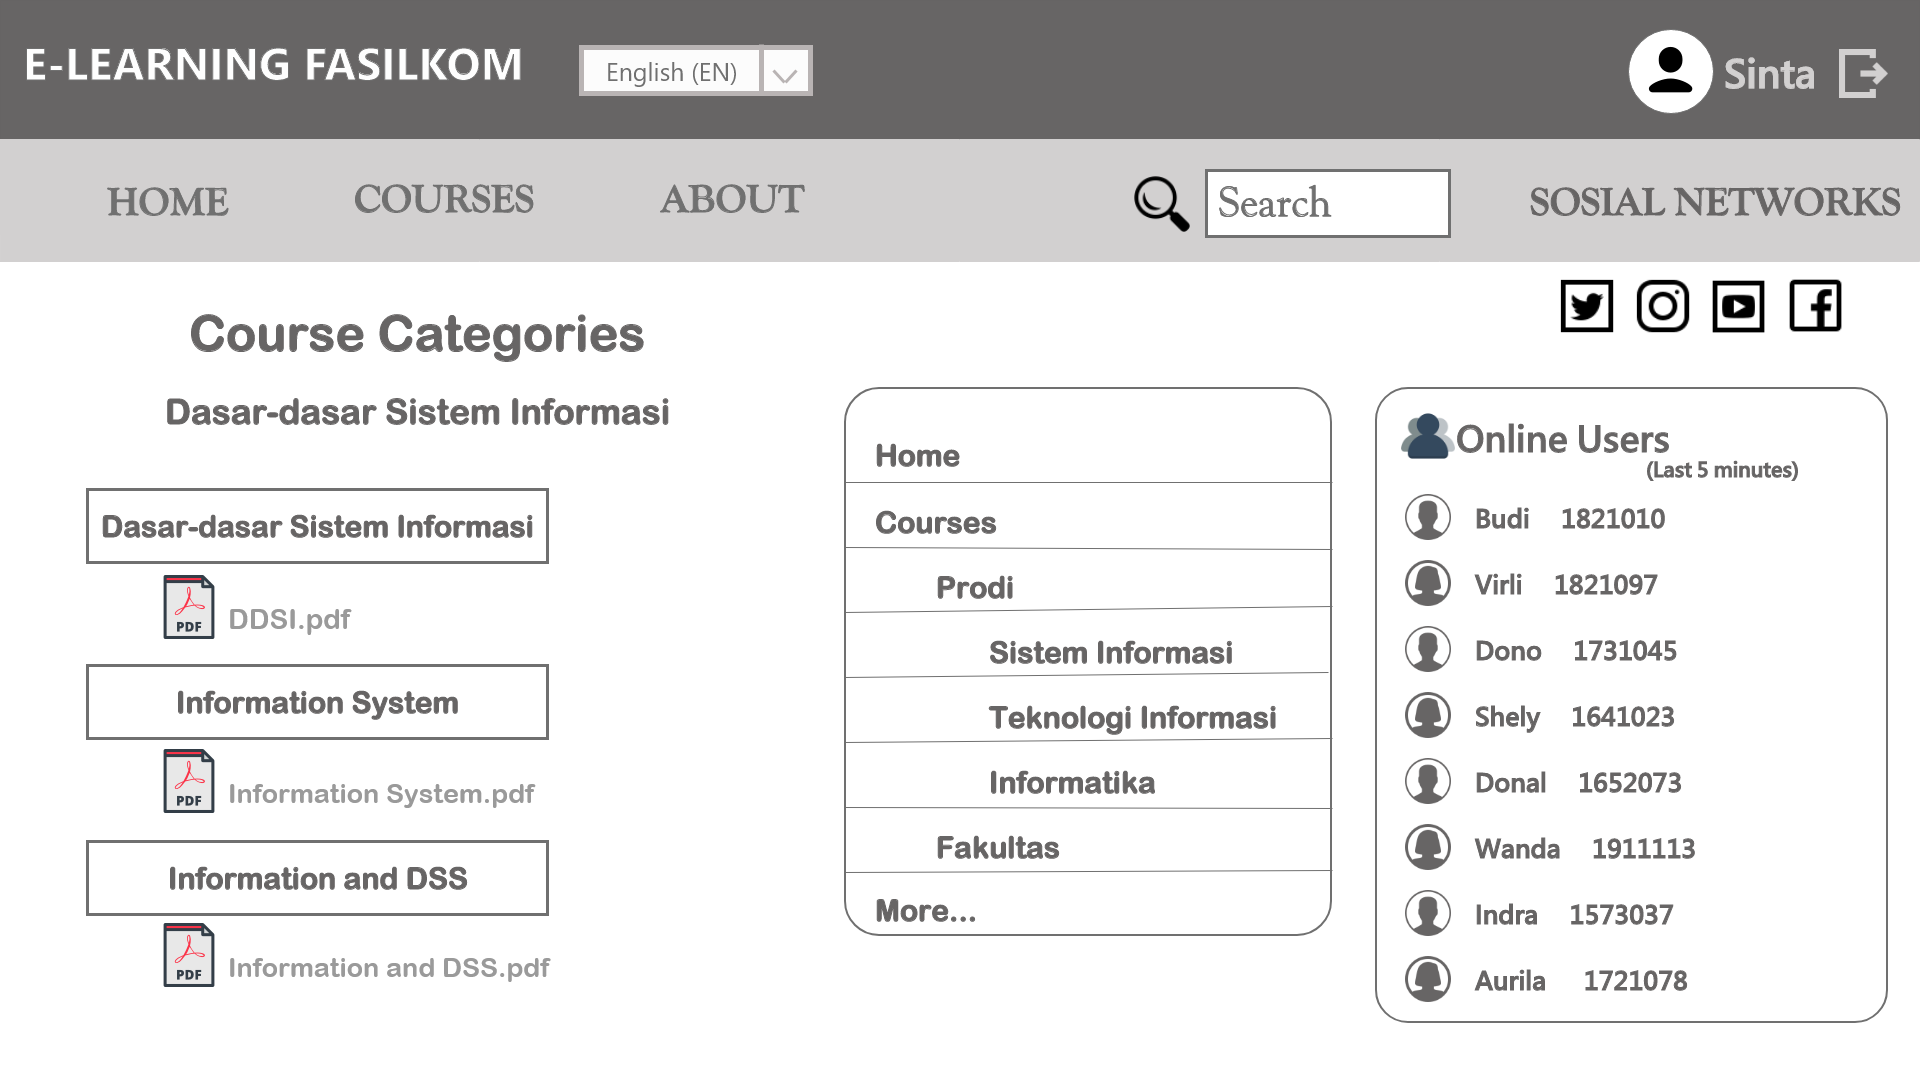 E-LEARNING FASILKOM
English (EN)
Sinta
HOME
COURSES
ABOUT
Search
SOSIAL NETWORKS
Course Categories
Dasar-dasar Sistem Informasi
Dasar-dasar Sistem Informasi
PDF
DDSI.pdf
Information System
PDF
Information System.pdf
Information and DSS
PDF
Information and DSS.pdf
Home
Courses
Prodi
Sistem Informasi
Teknologi Informasi
Informatika
Fakultas
More...
Online Users
(Last 5 minutes)
Budi 1821010
Virli 1821097
Dono 1731045
Shely 1641023
Donal 1652073
Wanda 1911113
Indra 1573037
Aurila 1721078